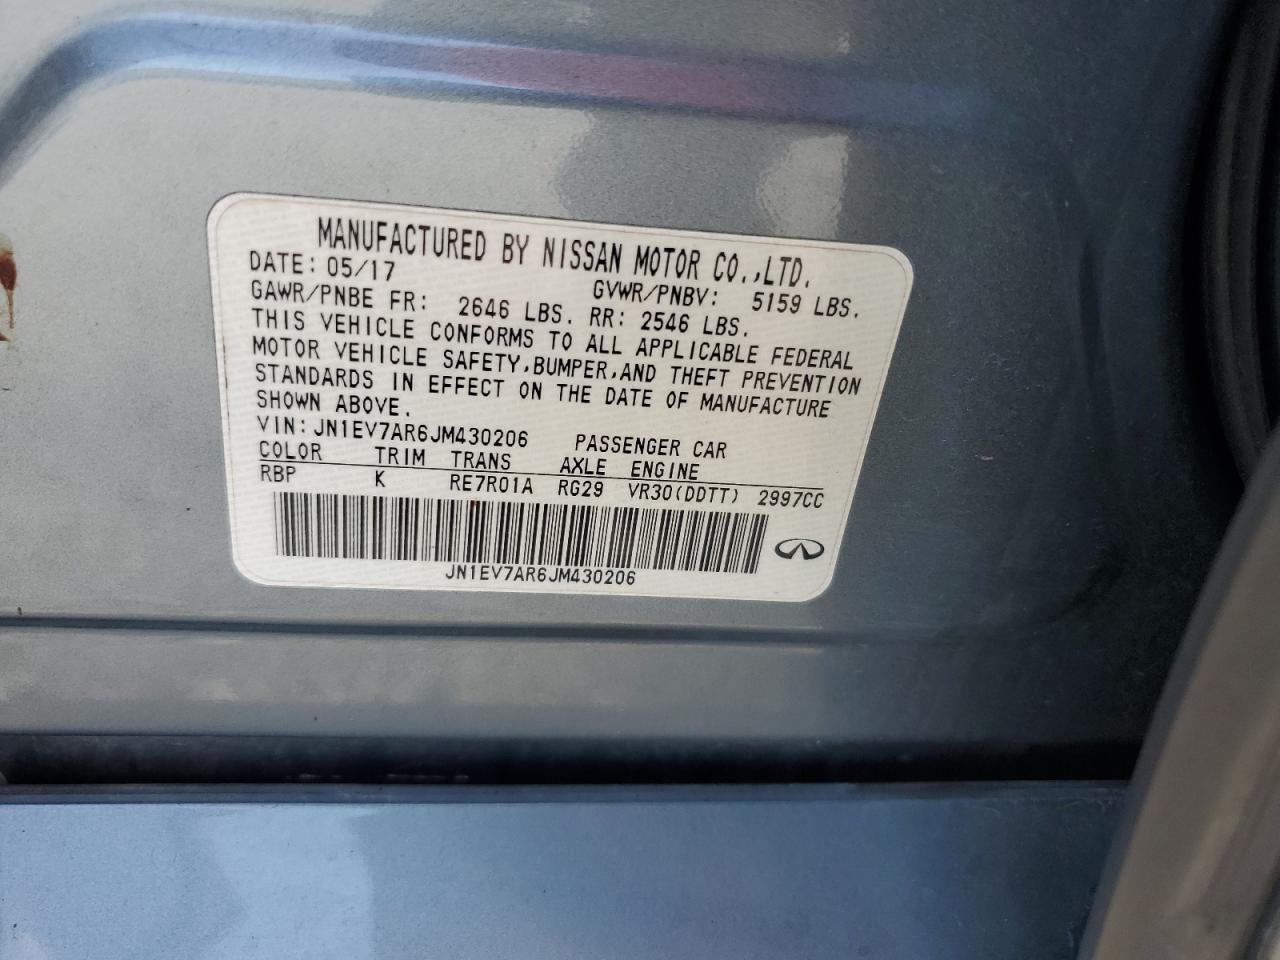 MANUFACTURED BY NISSAN MOTOR CO.,LTD.
DATE: 05/17 GVWR/PNBV: 5159 LBS.
GAWR/PNBE FR: 2646 LBS. RR: 2546 LBS.
THIS VEHICLE CONFORMS TO ALL APPLICABLE FEDERAL
MOTOR VEHICLE SAFETY,BUMPER,AND THEFT PREVENTION
STANDARDS IN EFFECT ON THE DATE OF MANUFACTURE
SHOWN ABOVE.
VIN: JN1EV7AR6JM430206 PASSENGER CAR
COLOR TRIM TRANS AXLE ENGINE
RBP K RE7R01A RG29 VR30(DDTT) 2997CC
JN1EV7AR6JM430206